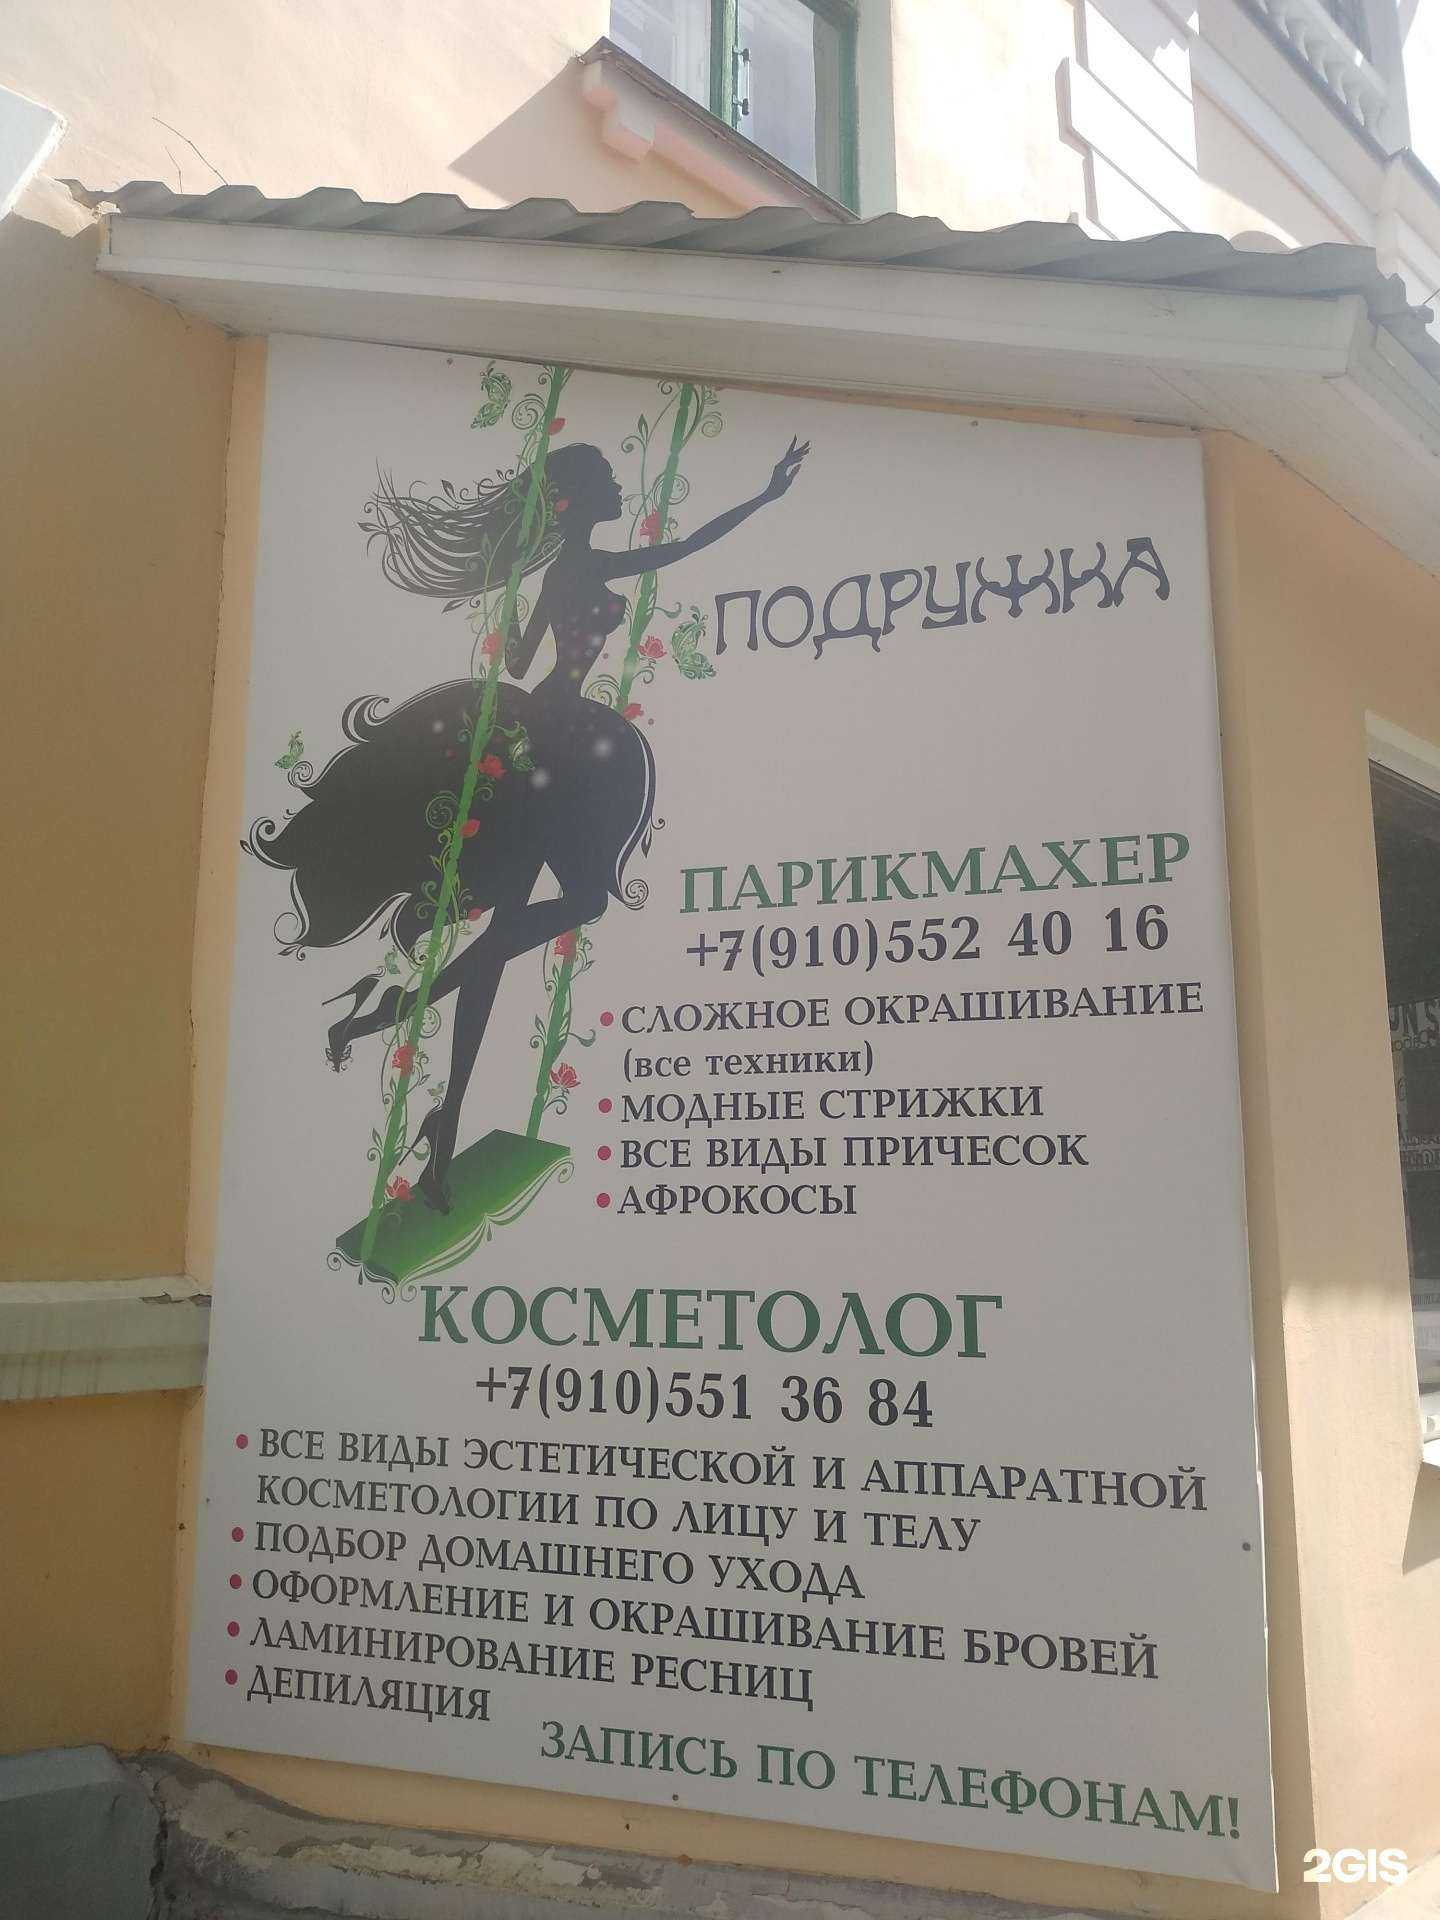 ПОДРУЖКА
ПАРИКМАХЕР
+7(910)552 40 16
•СЛОЖНОЕ ОКРАШИВАНИЕ
(все техники)
•МОДНЫЕ СТРИЖКИ
•ВСЕ ВИДЫ ПРИЧЕСОК
•АФРОКОСЫ
КОСМЕТОЛОГ
+7(910)551 36 84
•ВСЕ ВИДЫ ЭСТЕТИЧЕСКОЙ И АППАРАТНОЙ
КОСМЕТОЛОГИИ ПО ЛИЦУ И ТЕЛУ
•ПОДБОР ДОМАШНЕГО УХОДА
•ОФОРМЛЕНИЕ И ОКРАШИВАНИЕ БРОВЕЙ
•ЛАМИНИРОВАНИЕ РЕСНИЦ
•ДЕПИЛЯЦИЯ
ЗАПИСЬ ПО ТЕЛЕФОНАМ!
2GIS